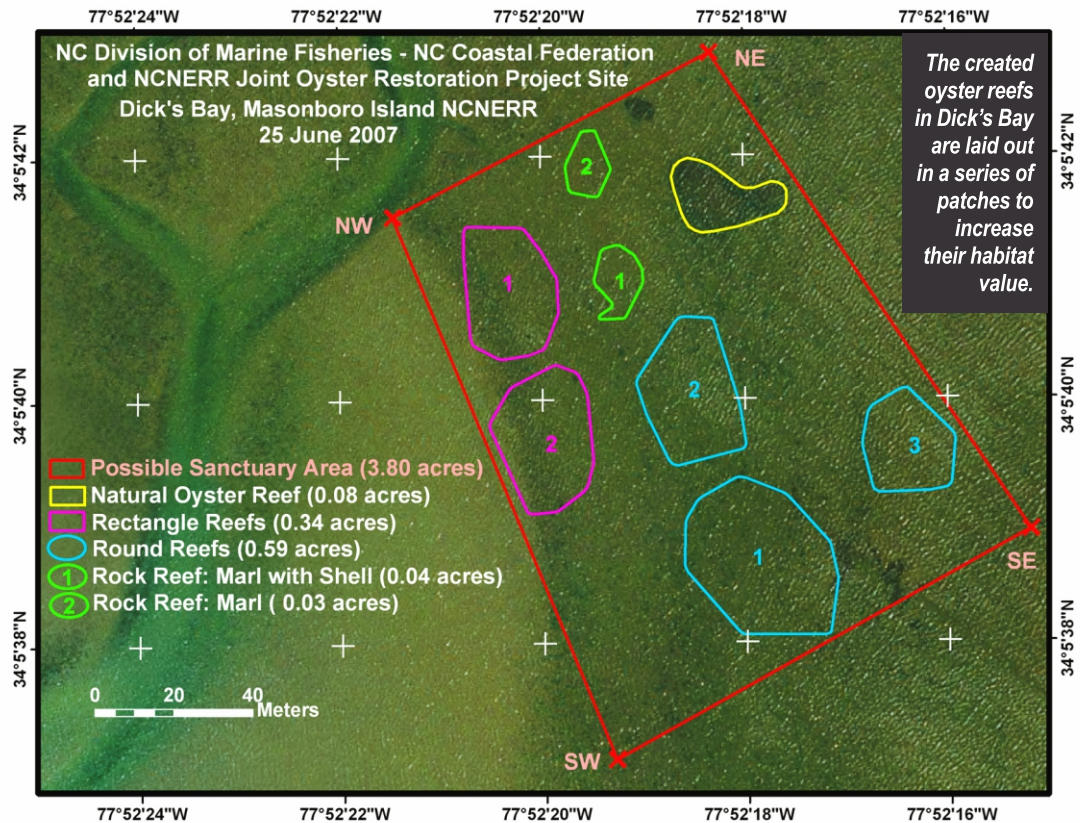 77°52'24"W 77°52'22"W 77°52'20"W 77°52'18"W 77°52'16"W
NC Division of Marine Fisheries - NC Coastal Federation
and NCNERR Joint Oyster Restoration Project Site
Dick's Bay, Masonboro Island NCNERR
25 June 2007
The created
oyster reefs
in Dick's Bay
are laid out
in a series of
patches to
increase
their habitat
value.
NE
34°5'42"N
34°5'42"N
2
NW
1
1
2
34°5'40"N
34°5'40"N
2
3
1
SE
Possible Sanctuary Area (3.80 acres)
Natural Oyster Reef (0.08 acres)
Rectangle Reefs (0.34 acres)
Round Reefs (0.59 acres)
1 Rock Reef: Marl with Shell (0.04 acres)
2 Rock Reef: Marl ( 0.03 acres)
34°5'38"N
34°5'38"N
0 20 40
Meters
SW
77°52'24"W 77°52'22"W 77°52'20"W 77°52'18"W 77°52'16"W